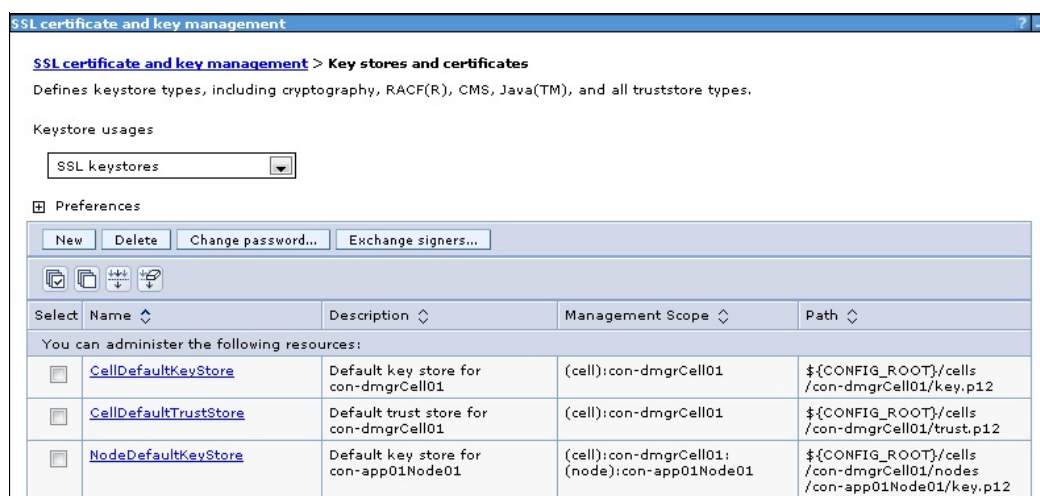 SSL certificate and key management ? -
SSL certificate and key management > Key stores and certificates
Defines keystore types, including cryptography, RACF(R), CMS, Java(TM), and all truststore types.
Keystore usages
SSL keystores
Preferences
New Delete Change password... Exchange signers...
Select Name Description Management Scope Path
You can administer the following resources:
CellDefaultKeyStore Default key store for (cell):con-dmgrCell01 ${CONFIG_ROOT}/cells
con-dmgrCell01 /con-dmgrCell01/key.p12
CellDefaultTrustStore Default trust store for (cell):con-dmgrCell01 ${CONFIG_ROOT}/cells
con-dmgrCell01 /con-dmgrCell01/trust.p12
NodeDefaultKeyStore Default key store for (cell):con-dmgrCell01: ${CONFIG_ROOT}/cells
con-app01Node01 (node):con-app01Node01 /con-dmgrCell01/nodes
/con-app01Node01/key.p12